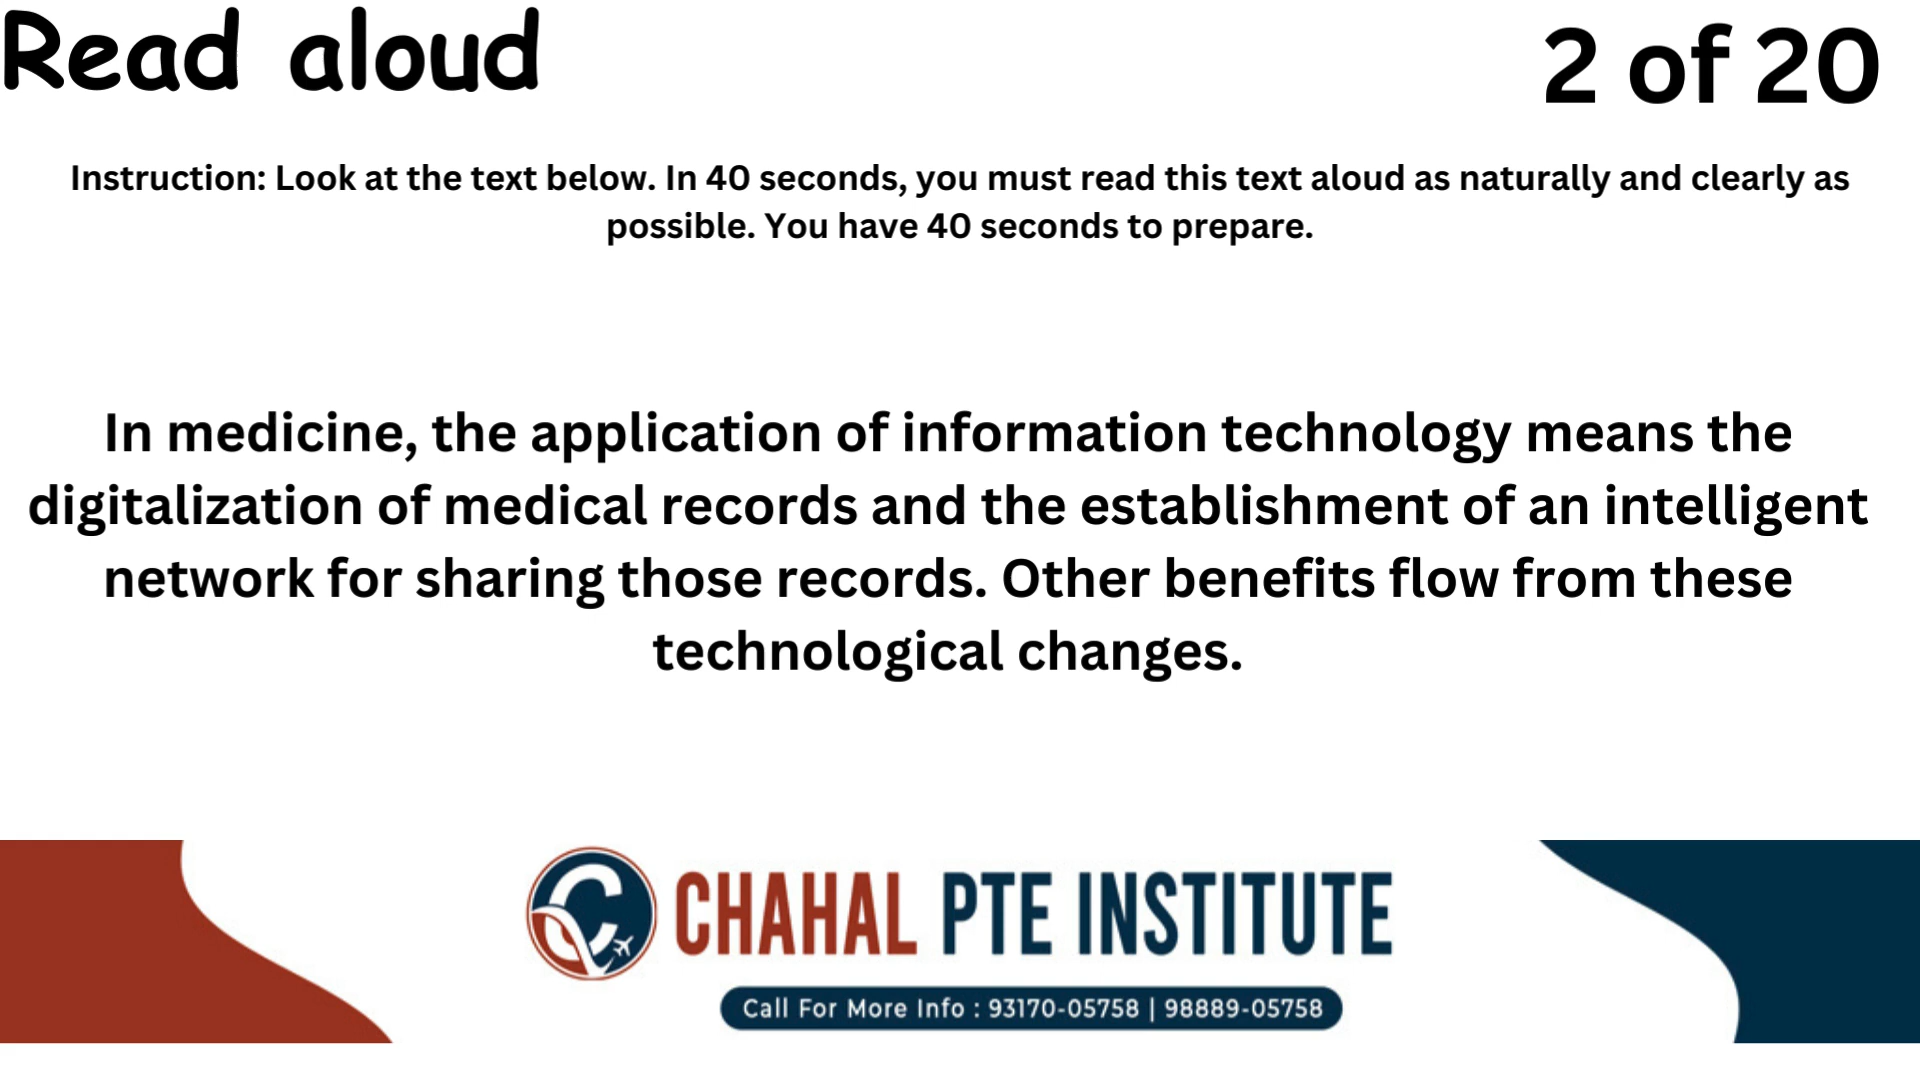 Read aloud
2 of 20
Instruction: Look at the text below. In 40 seconds, you must read this text aloud as naturally and clearly as
possible. You have 40 seconds to prepare.
In medicine, the application of information technology means the
digitalization of medical records and the establishment of an intelligent
network for sharing those records. Other benefits flow from these
technological changes.
CHAHAL PTE INSTITUTE
Call For More Info : 93170-05758 | 98889-05758